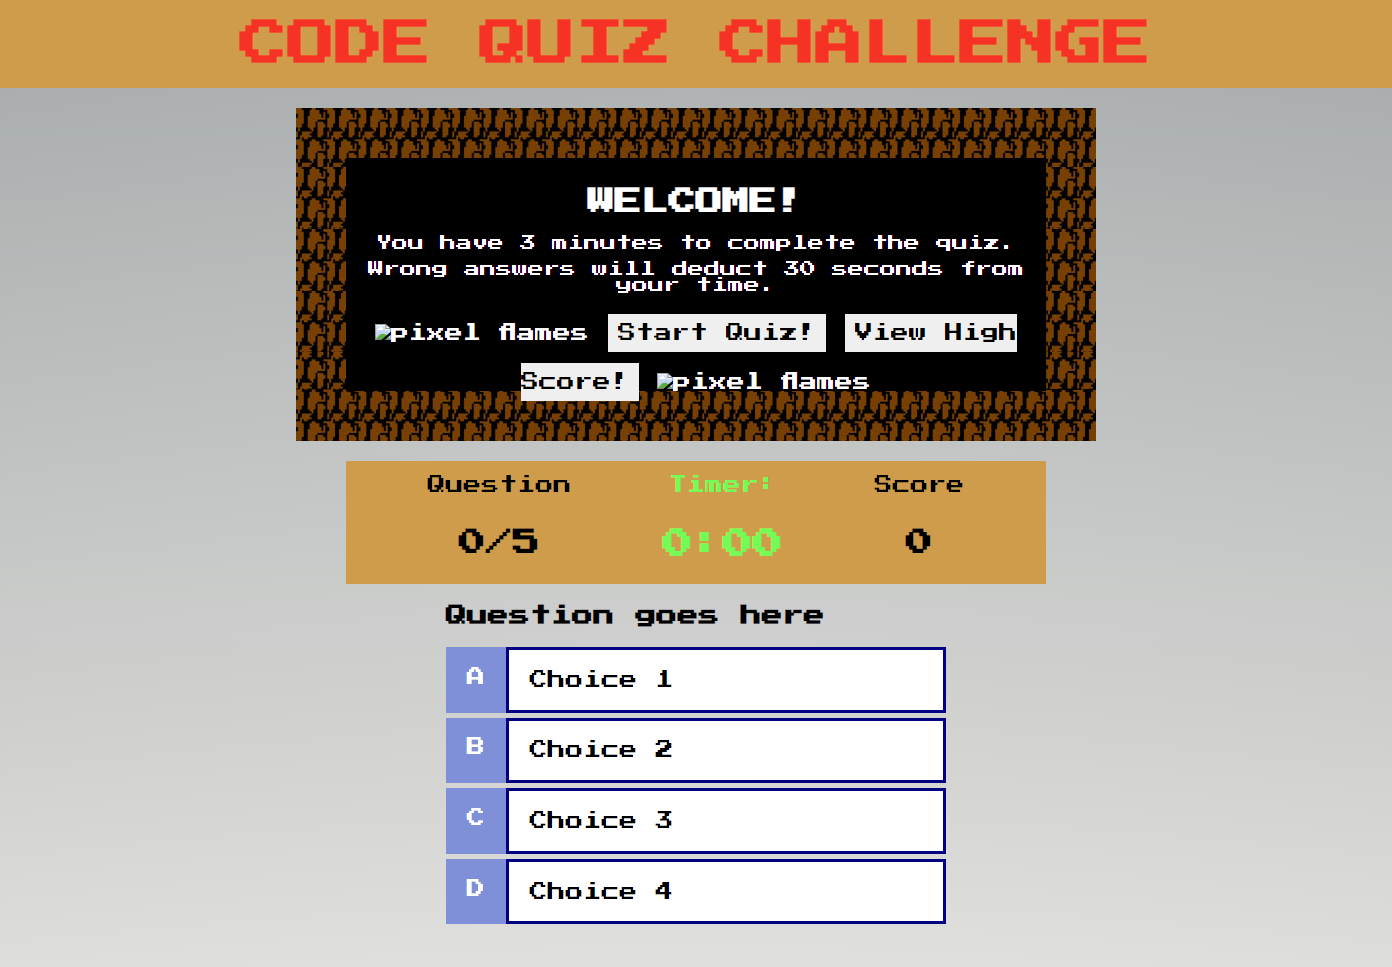 CODE QUIZ CHALLENGE
WELCOME!
You have 3 minutes to complete the quiz.
Wrong answers will deduct 30 seconds from
your time.
pixel flames Start Quiz! View High
Score! pixel flames
Question Timer: Score
0/5 0:00 0
Question goes here
A Choice 1
B Choice 2
C Choice 3
D Choice 4